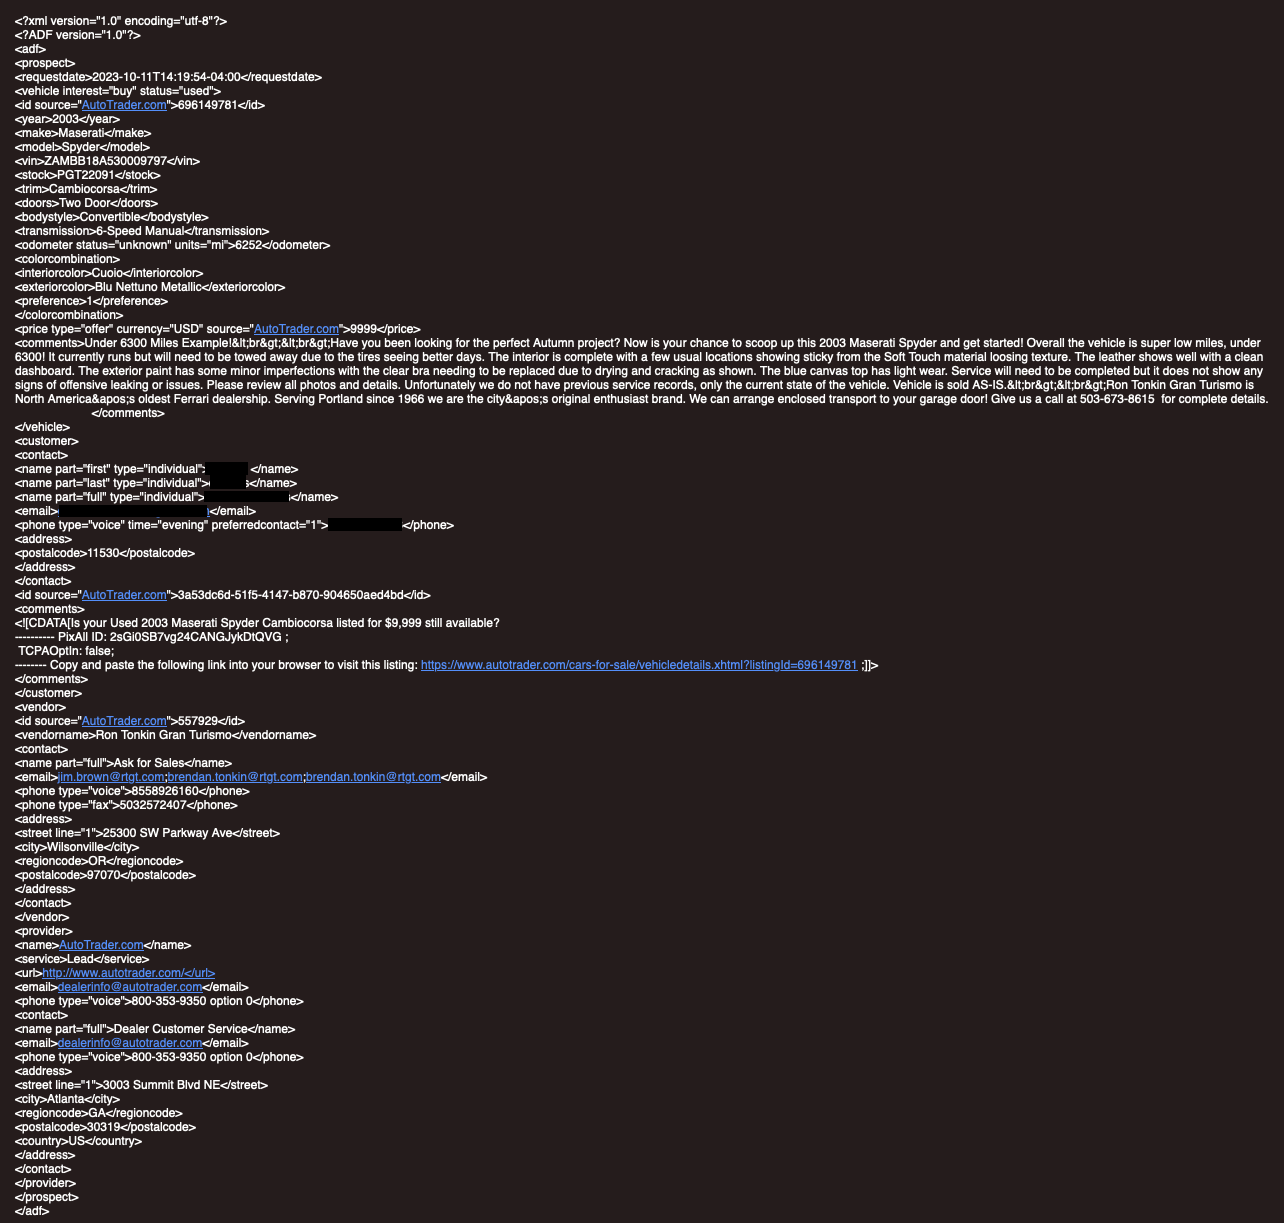 <?xml version="1.0" encoding="utf-8"?>
<?ADF version="1.0"?>
<adf>
<prospect>
<requestdate>2023-10-11T14:19:54-04:00</requestdate>
<vehicle interest="buy" status="used">
<id source="AutoTrader.com">696149781</id>
<year>2003</year>
<make>Maserati</make>
<model>Spyder</model>
<vin>ZAMBB18A530009797</vin>
<stock>PGT22091</stock>
<trim>Cambiocorsa</trim>
<doors>Two Door</doors>
<bodystyle>Convertible</bodystyle>
<transmission>6-Speed Manual</transmission>
<odometer status="unknown" units="mi">6252</odometer>
<colorcombination>
<interiorcolor>Cuoio</interiorcolor>
<exteriorcolor>Blu Nettuno Metallic</exteriorcolor>
<preference>1</preference>
</colorcombination>
<price type="offer" currency="USD" source="AutoTrader.com">9999</price>
<comments>Under 6300 Miles Example!&lt;br&gt;&lt;br&gt;Have you been looking for the perfect Autumn project? Now is your chance to scoop up this 2003 Maserati Spyder and get started! Overall the vehicle is super low miles, under
6300! It currently runs but will need to be towed away due to the tires seeing better days. The interior is complete with a few usual locations showing sticky from the Soft Touch material loosing texture. The leather shows well with a clean
dashboard. The exterior paint has some minor imperfections with the clear bra needing to be replaced due to drying and cracking as shown. The blue canvas top has light wear. Service will need to be completed but it does not show any
signs of offensive leaking or issues. Please review all photos and details. Unfortunately we do not have previous service records, only the current state of the vehicle. Vehicle is sold AS-IS.&lt;br&gt;&lt;br&gt;Ron Tonkin Gran Turismo is
North America&apos;s oldest Ferrari dealership. Serving Portland since 1966 we are the city&apos;s original enthusiast brand. We can arrange enclosed transport to your garage door! Give us a call at 503-673-8615  for complete details.
</comments>
</vehicle>
<customer>
<contact>
<name part="first" type="individual"> </name>
<name part="last" type="individual">s</name>
<name part="full" type="individual"></name>
<email></email>
<phone type="voice" time="evening" preferredcontact="1"></phone>
<address>
<postalcode>11530</postalcode>
</address>
</contact>
<id source="AutoTrader.com">3a53dc6d-51f5-4147-b870-904650aed4bd</id>
<comments>
<![CDATA[Is your Used 2003 Maserati Spyder Cambiocorsa listed for $9,999 still available?
---------- PixAll ID: 2sGi0SB7vg24CANGJykDtQVG ;
TCPAOptIn: false;
-------- Copy and paste the following link into your browser to visit this listing: https://www.autotrader.com/cars-for-sale/vehicledetails.xhtml?listingId=696149781 ;]]>
</comments>
</customer>
<vendor>
<id source="AutoTrader.com">557929</id>
<vendorname>Ron Tonkin Gran Turismo</vendorname>
<contact>
<name part="full">Ask for Sales</name>
<email>jim.brown@rtgt.com;brendan.tonkin@rtgt.com;brendan.tonkin@rtgt.com</email>
<phone type="voice">8558926160</phone>
<phone type="fax">5032572407</phone>
<address>
<street line="1">25300 SW Parkway Ave</street>
<city>Wilsonville</city>
<regioncode>OR</regioncode>
<postalcode>97070</postalcode>
</address>
</contact>
</vendor>
<provider>
<name>AutoTrader.com</name>
<service>Lead</service>
<url>http://www.autotrader.com/</url>
<email>dealerinfo@autotrader.com</email>
<phone type="voice">800-353-9350 option 0</phone>
<contact>
<name part="full">Dealer Customer Service</name>
<email>dealerinfo@autotrader.com</email>
<phone type="voice">800-353-9350 option 0</phone>
<address>
<street line="1">3003 Summit Blvd NE</street>
<city>Atlanta</city>
<regioncode>GA</regioncode>
<postalcode>30319</postalcode>
<country>US</country>
</address>
</contact>
</provider>
</prospect>
</adf>